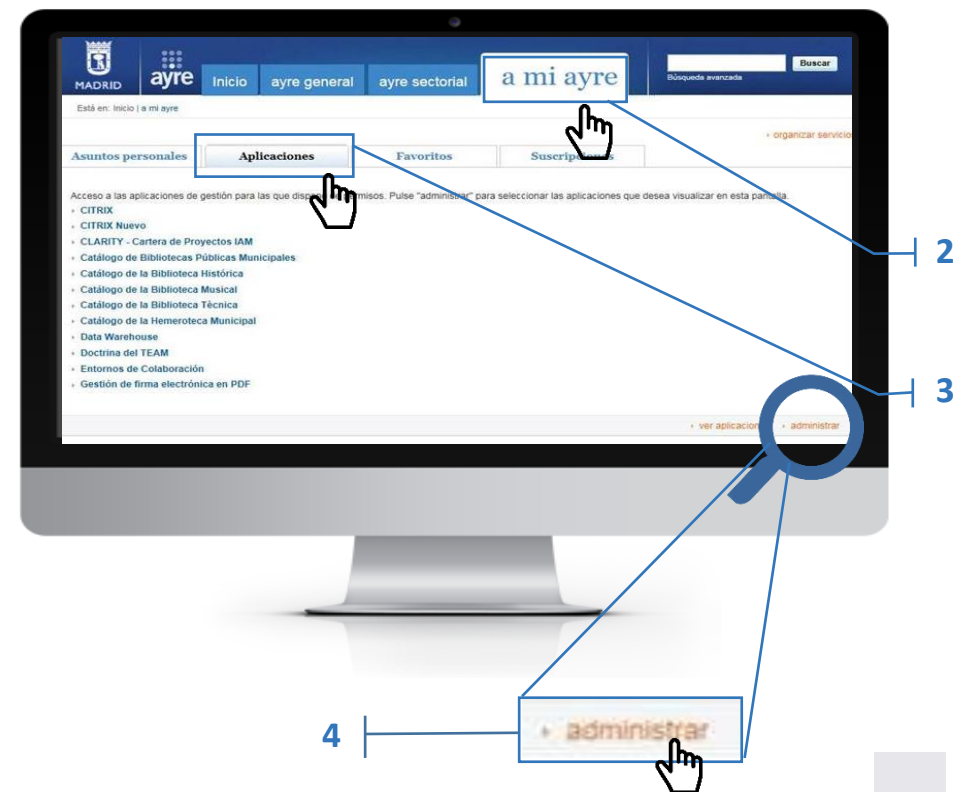 MADRID
ayre
Inicio
ayre general
ayre sectorial
a mi ayre
Buscar
Búsqueda avanzada
Está en: Inicio | a mi ayre
organizar servicio
Asuntos personales
Aplicaciones
Favoritos
Suscripciones
Acceso a las aplicaciones de gestión para las que dispone permisos. Pulse "administrar" para seleccionar las aplicaciones que desea visualizar en esta pantalla.
CITRIX
CITRIX Nuevo
CLARITY - Cartera de Proyectos IAM
Catálogo de Bibliotecas Públicas Municipales
Catálogo de la Biblioteca Histórica
Catálogo de la Biblioteca Musical
Catálogo de la Biblioteca Técnica
Catálogo de la Hemeroteca Municipal
Data Warehouse
Doctrina del TEAM
Entornos de Colaboración
Gestión de firma electrónica en PDF
ver aplicacion
administrar
2
3
4
administrar